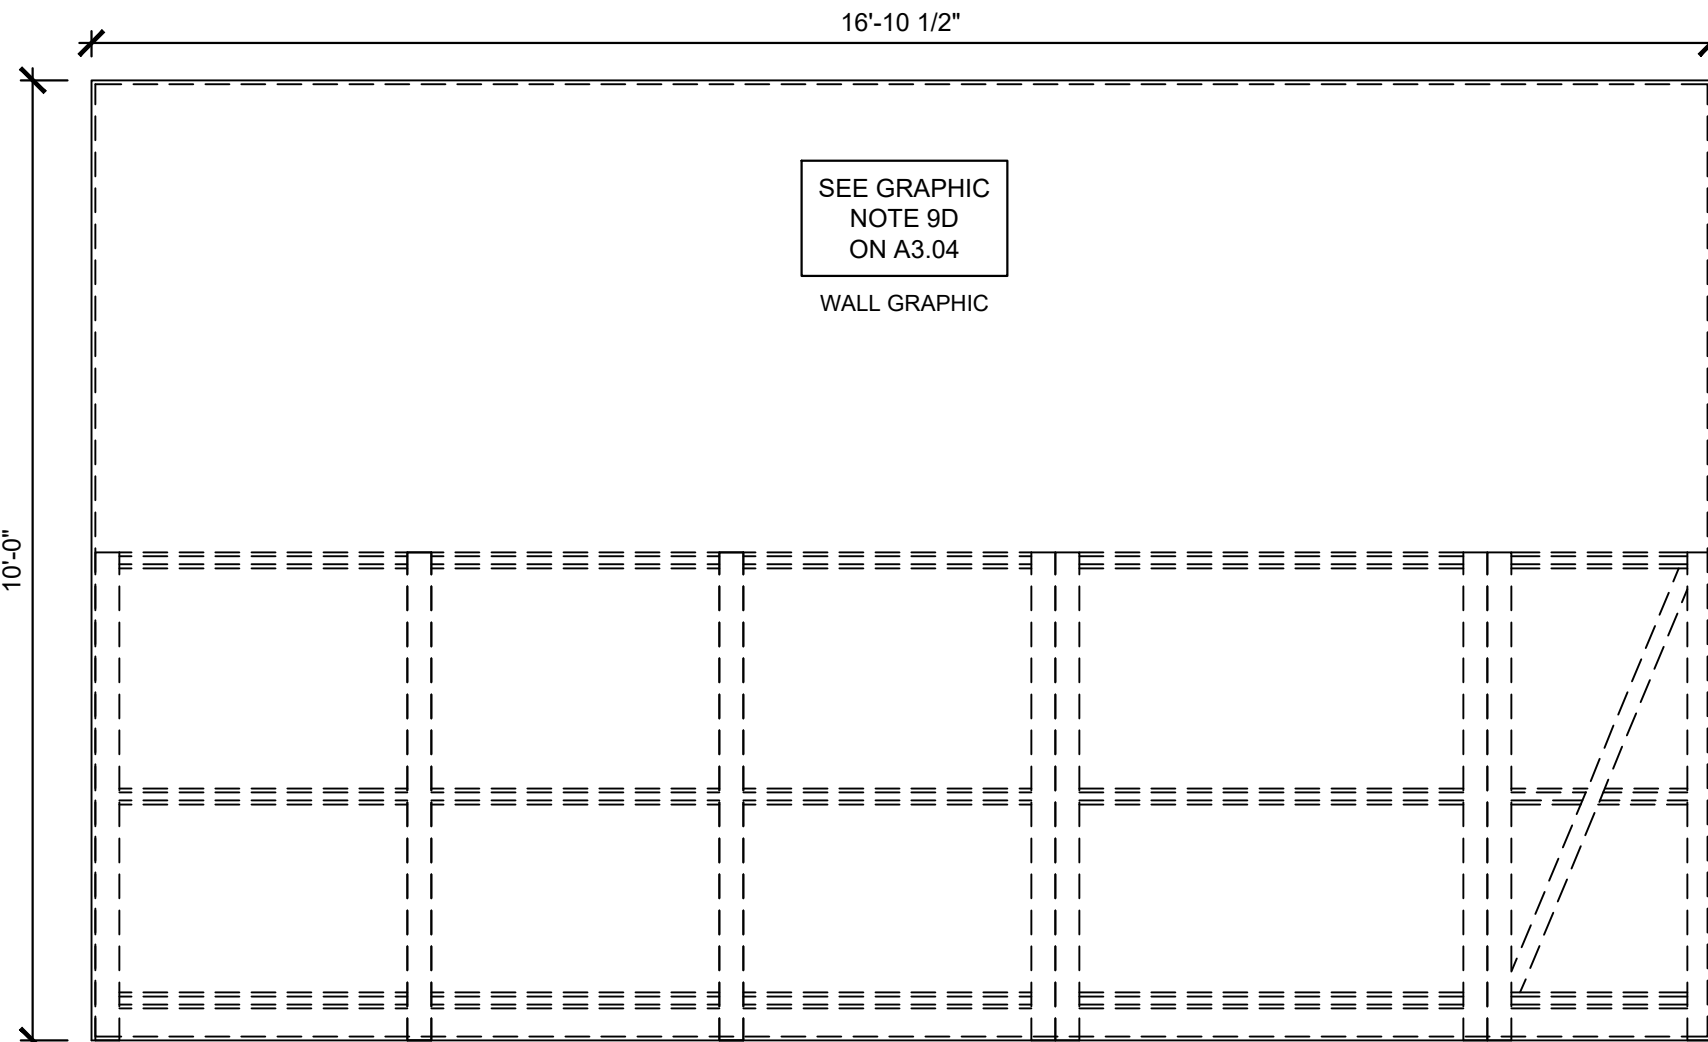 16'-10 1/2"
SEE GRAPHIC
NOTE 9D
ON A3.04
WALL GRAPHIC
10'-0"